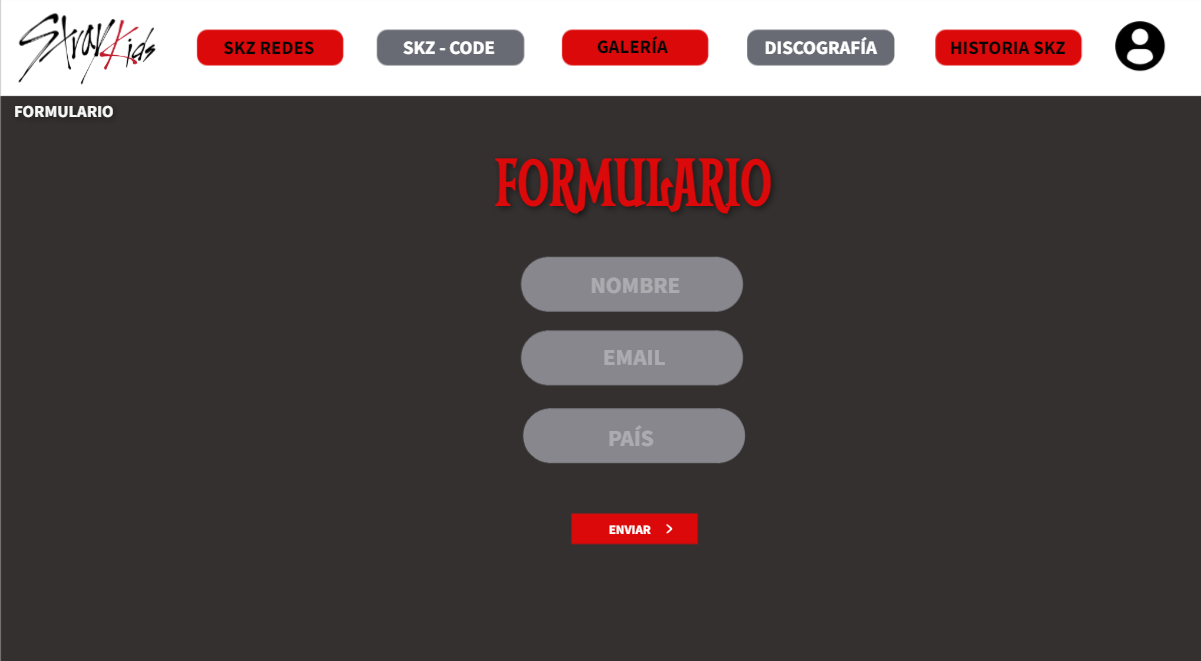 Stray Kids
SKZ REDES
SKZ - CODE
GALERÍA
DISCOGRAFÍA
HISTORIA SKZ
FORMULARIO
FORMULARIO
NOMBRE
EMAIL
PAÍS
ENVIAR >